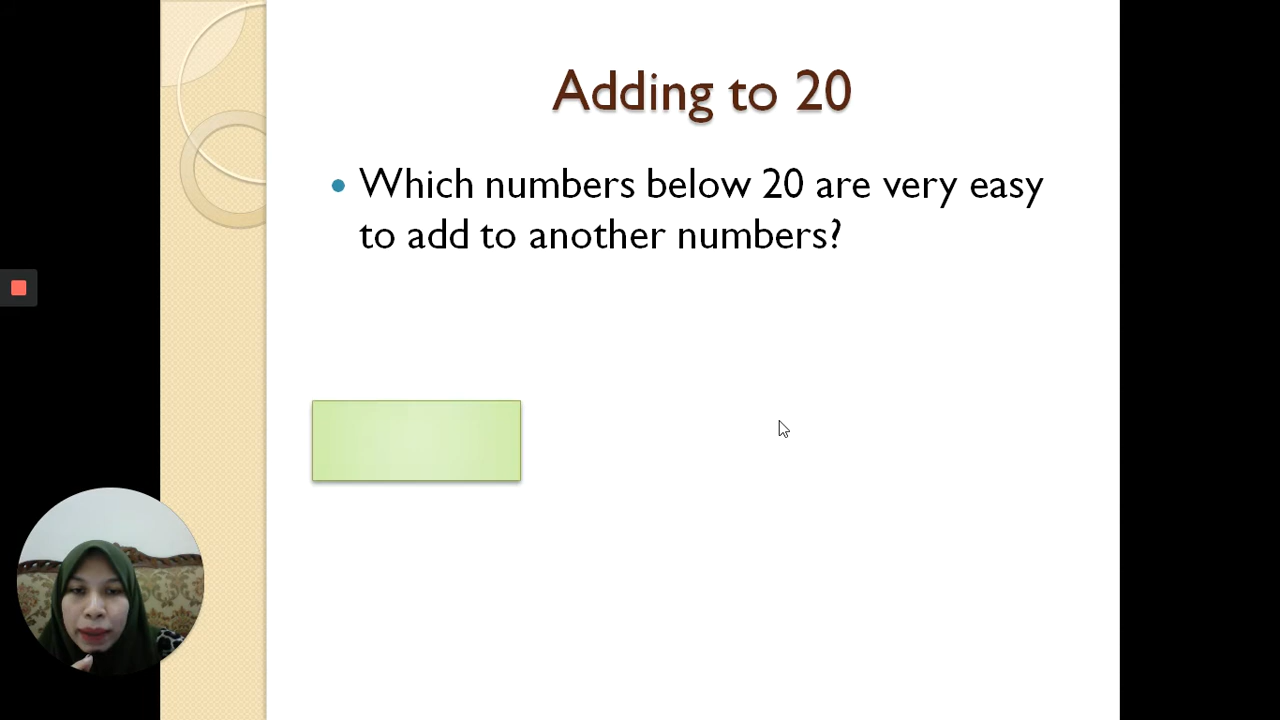 Adding to 20
Which numbers below 20 are very easy
to add to another numbers?